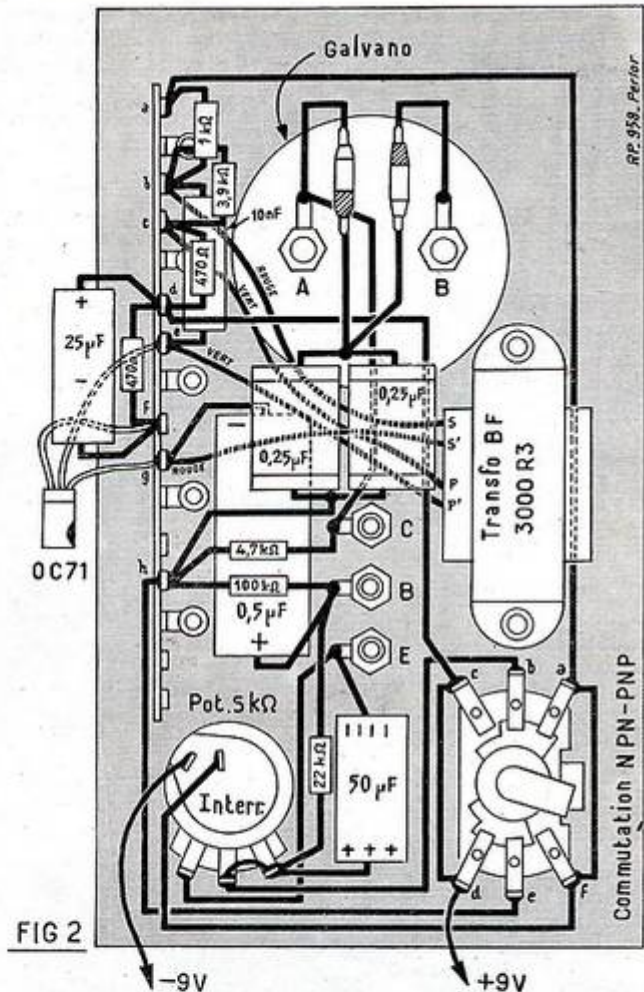 Galvano
RP. 959. Perior
a
1kΩ
b
3,9kΩ
c
10nF
470Ω
ROUGE
VERT
A
B
d
+
25µF
-
470Ω
e
VERT
f
g
ROUGE
0,25µF
0,25µF
-
S
S'
P
P'
Transfo BF
3000 R3
OC71
h
4,7kΩ
100kΩ
0,5µF
+
C
B
E
Pot. 5kΩ
Interr.
22kΩ
50µF
+ + +
c
b
a
d
e
f
Commutation NPN-PNP
FIG 2
-9V
+9V